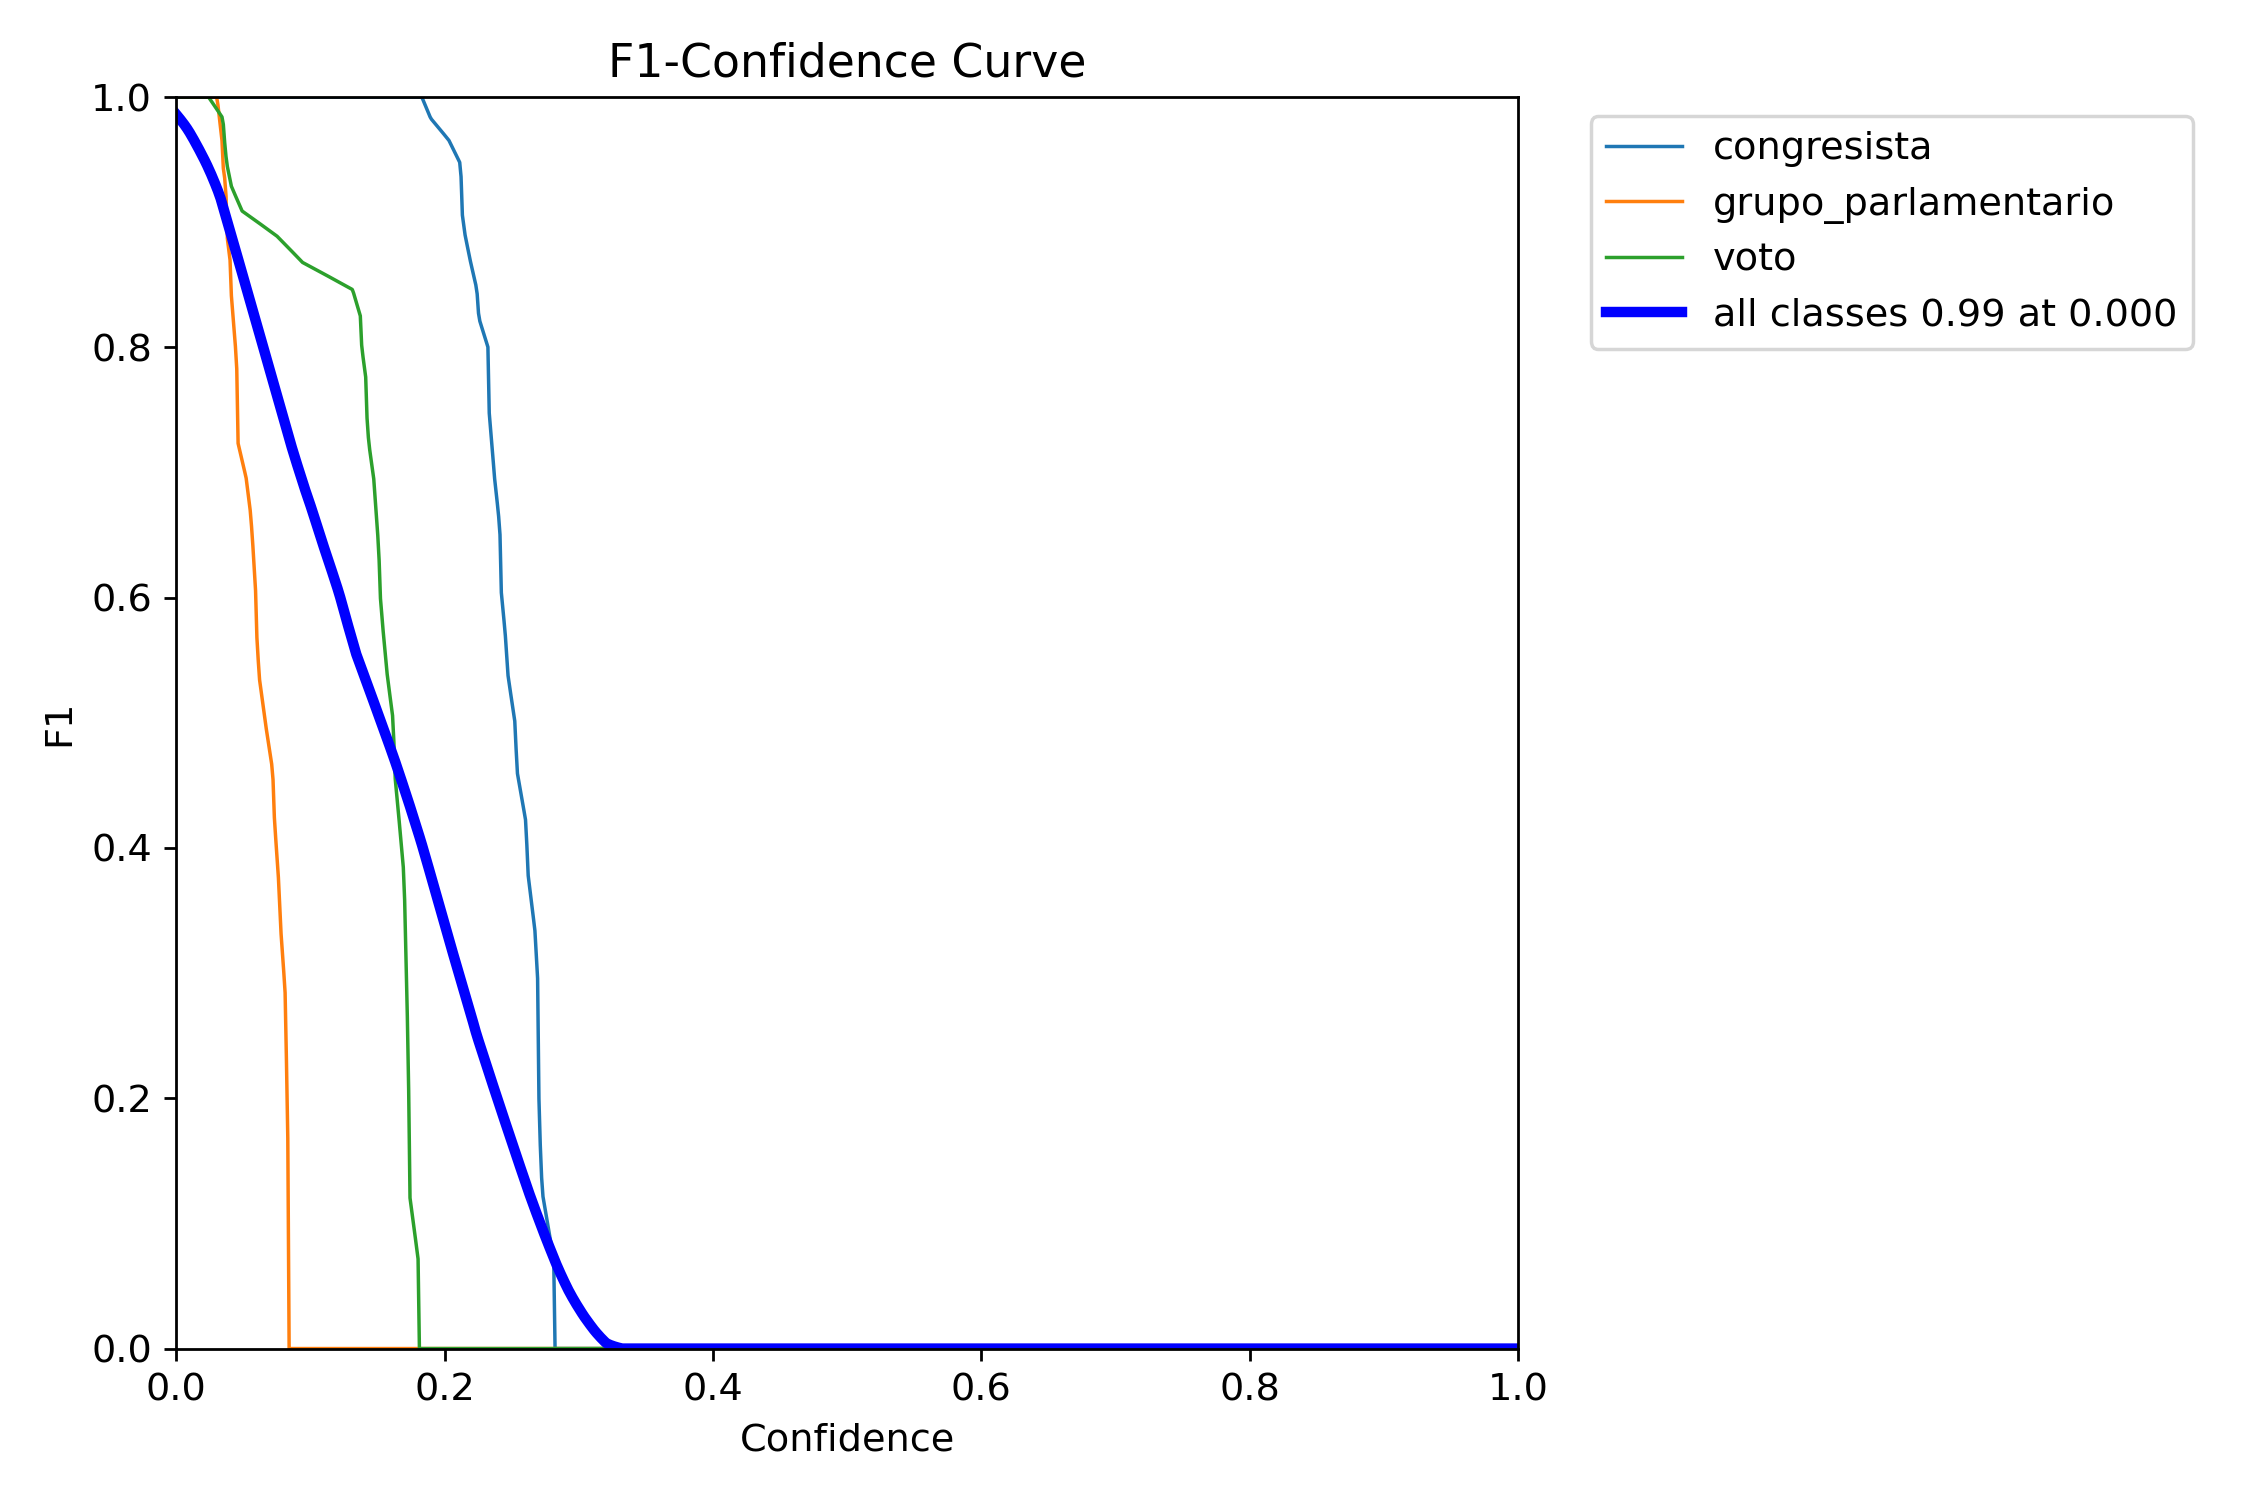 F1-Confidence Curve
1.0
0.8
0.6
0.4
0.2
0.0
F1
0.0 0.2 0.4 0.6 0.8 1.0
Confidence
congresista
grupo_parlamentario
voto
all classes 0.99 at 0.000